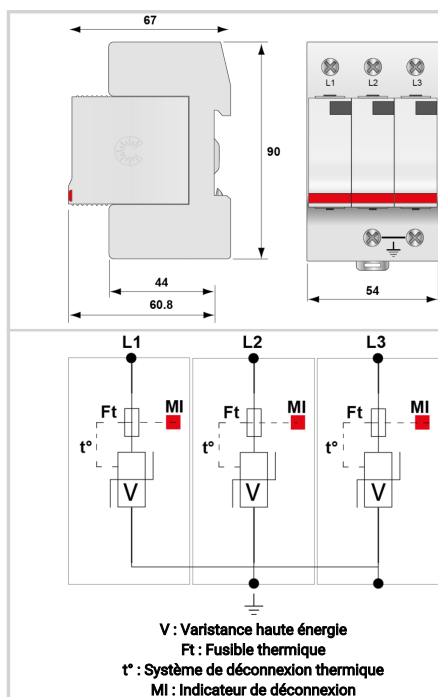 67
L1 L2 L3
90
44
60.8
54
L1 L2 L3
Ft MI Ft MI Ft MI
t° t° t°
V V V
V : Varistance haute énergie
Ft : Fusible thermique
t° : Système de déconnexion thermique
MI : Indicateur de déconnexion